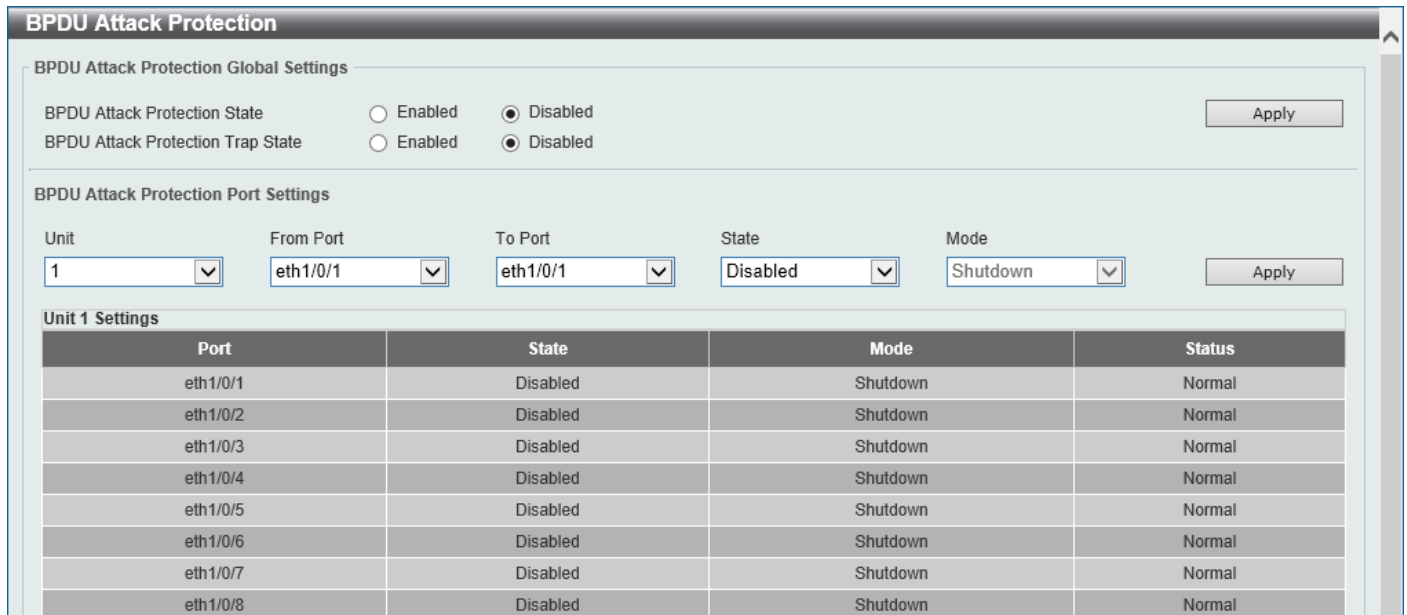 BPDU Attack Protection
BPDU Attack Protection Global Settings
BPDU Attack Protection State Enabled Disabled Apply
BPDU Attack Protection Trap State Enabled Disabled
BPDU Attack Protection Port Settings
Unit From Port To Port State Mode
1 eth1/0/1 eth1/0/1 Disabled Shutdown Apply
Unit 1 Settings
Port State Mode Status
eth1/0/1 Disabled Shutdown Normal
eth1/0/2 Disabled Shutdown Normal
eth1/0/3 Disabled Shutdown Normal
eth1/0/4 Disabled Shutdown Normal
eth1/0/5 Disabled Shutdown Normal
eth1/0/6 Disabled Shutdown Normal
eth1/0/7 Disabled Shutdown Normal
eth1/0/8 Disabled Shutdown Normal